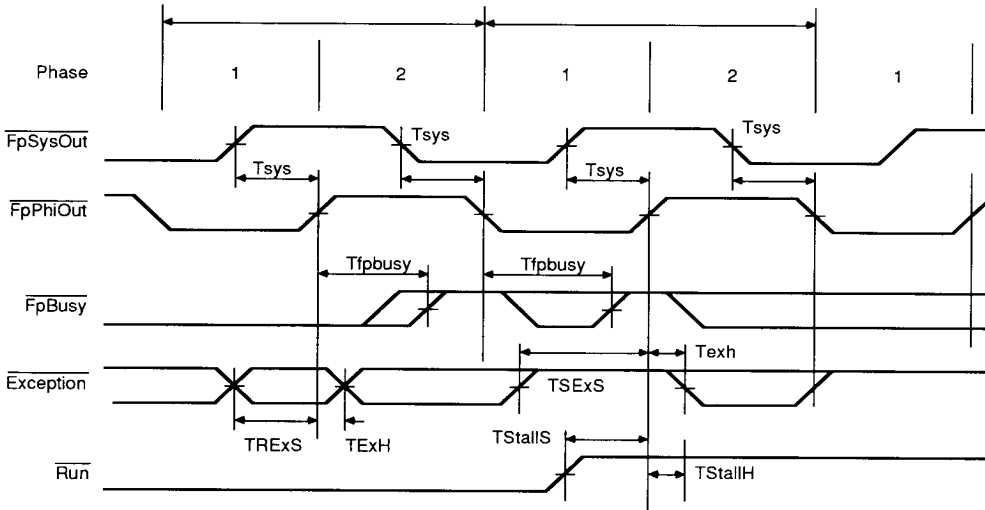 Phase 1 2 1 2 1
FpSysOut Tsys Tsys
Tsys Tsys
FpPhiOut
Tfpbusy Tfpbusy
FpBusy
Texh
Exception TSExS
TRExS TExH TStallS
Run TStallH